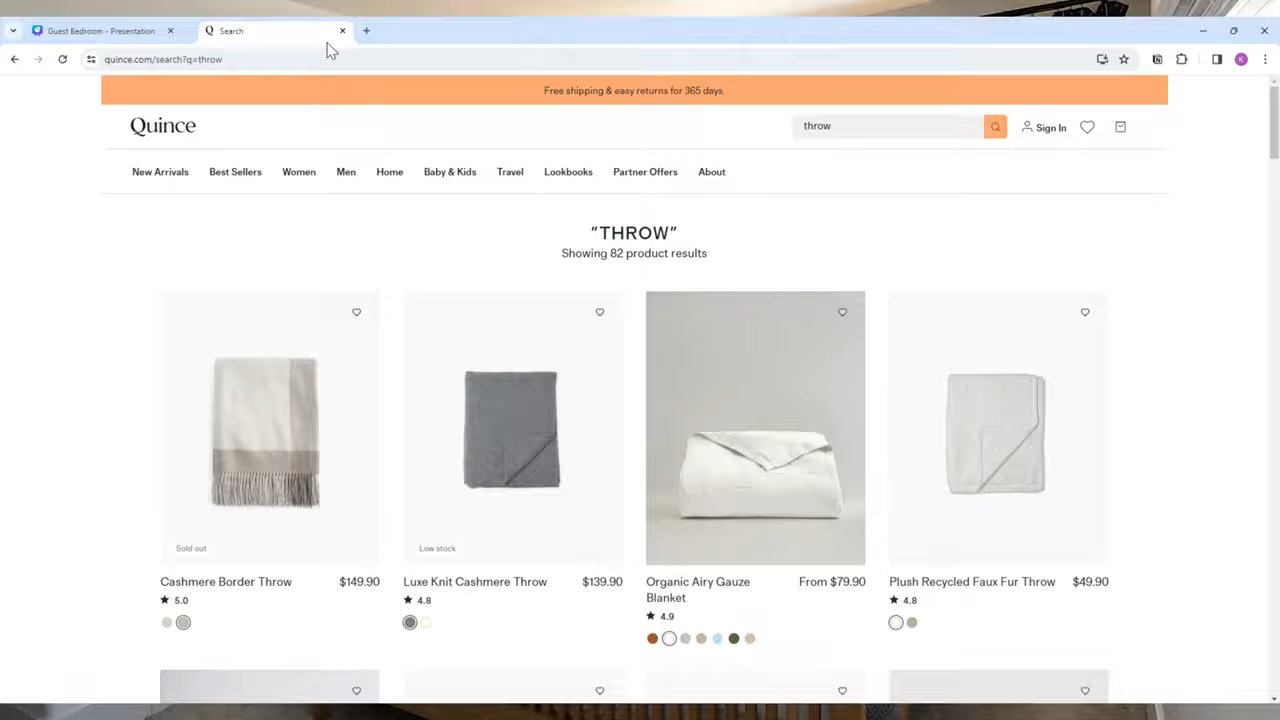 Guest Bedroom - Presentation
Search
quince.com/search?q=throw
K
Free shipping & easy returns for 365 days.
Quince
throw
Sign In
New Arrivals Best Sellers Women Men Home Baby & Kids Travel Lookbooks Partner Offers About
"THROW"
Showing 82 product results
Sold out
Low stock
Cashmere Border Throw $149.90
★ 5.0
Luxe Knit Cashmere Throw $139.90
★ 4.8
Organic Airy Gauze Blanket From $79.90
★ 4.9
Plush Recycled Faux Fur Throw $49.90
★ 4.8